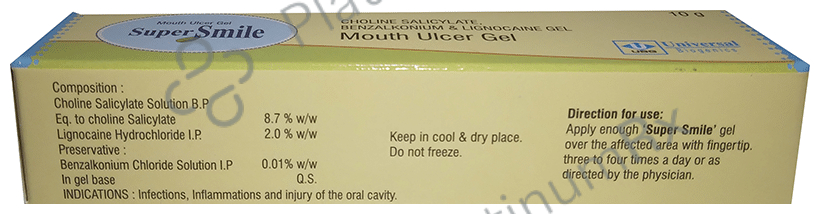 Mouth Ulcer Gel
Super Smile
CHOLINE SALICYLATE,
BENZALKONIUM & LIGNOCAINE GEL
Mouth Ulcer Gel
10 g
UBG
Universal
Biogenics
Composition :
Choline Salicylate Solution B.P.
Eq. to choline Salicylate 8.7 % w/w
Lignocaine Hydrochloride I.P. 2.0 % w/w
Preservative :
Benzalkonium Chloride Solution I.P 0.01% w/w
In gel base Q.S.
INDICATIONS : Infections, Inflammations and injury of the oral cavity.
Keep in cool & dry place.
Do not freeze.
Direction for use:
Apply enough 'Super Smile' gel
over the affected area with fingertip.
three to four times a day or as
directed by the physician.